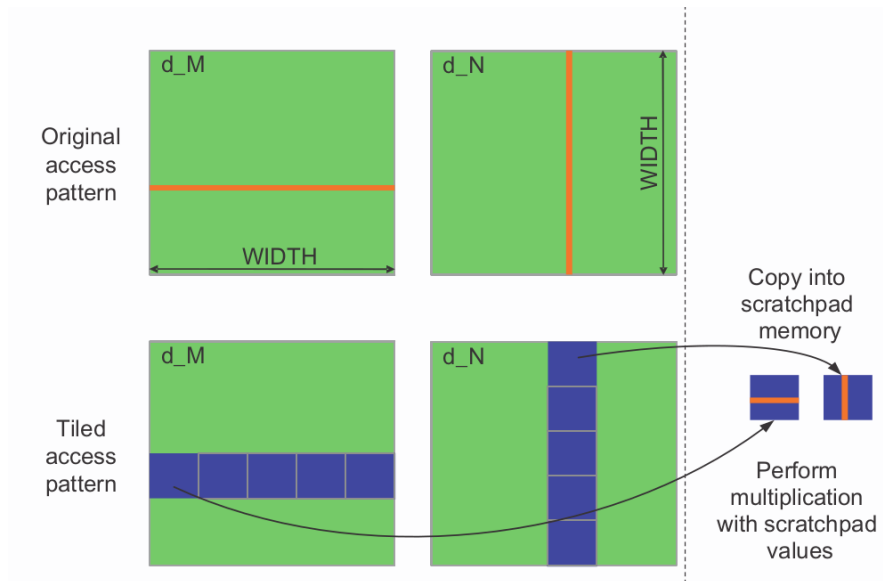 d_M
d_N
Original
access
pattern
WIDTH
WIDTH
Copy into
scratchpad
memory
d_M
d_N
Tiled
access
pattern
Perform
multiplication
with scratchpad
values